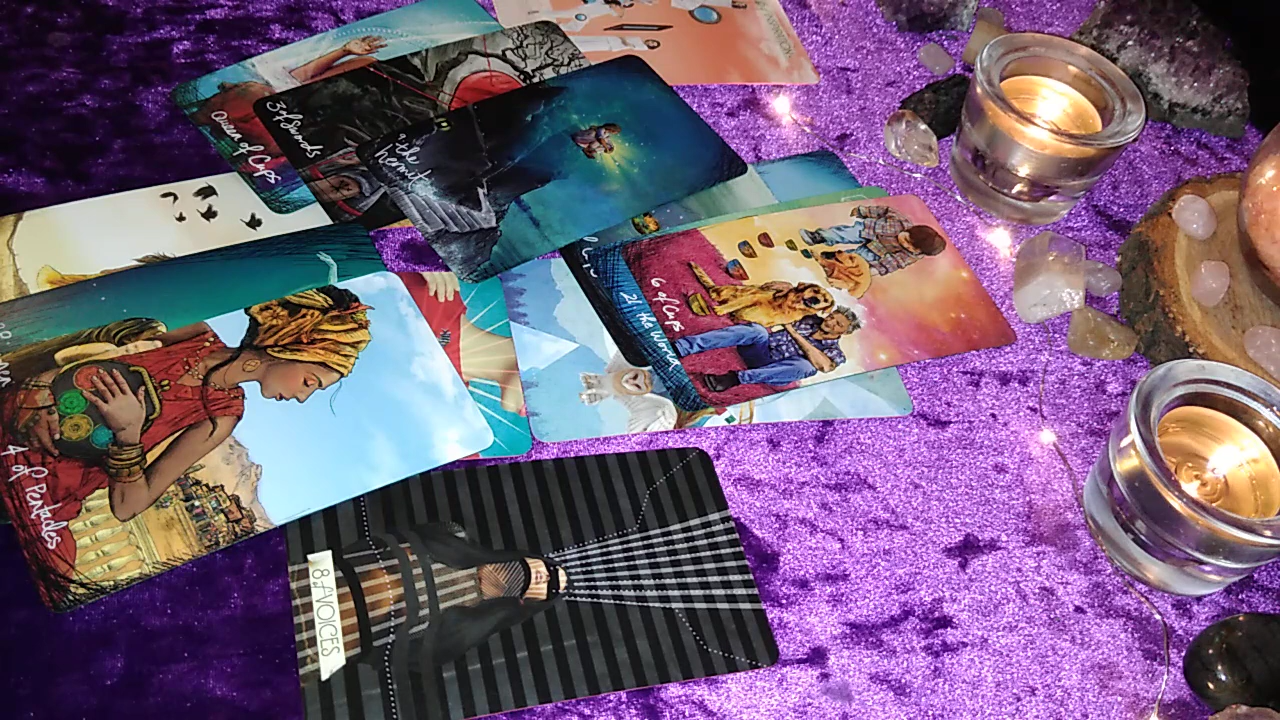 Queen of Cups
3 of Swords
9 the hermit
6 of Cups
21 the World
4 of Pentacles
8 of VOICES